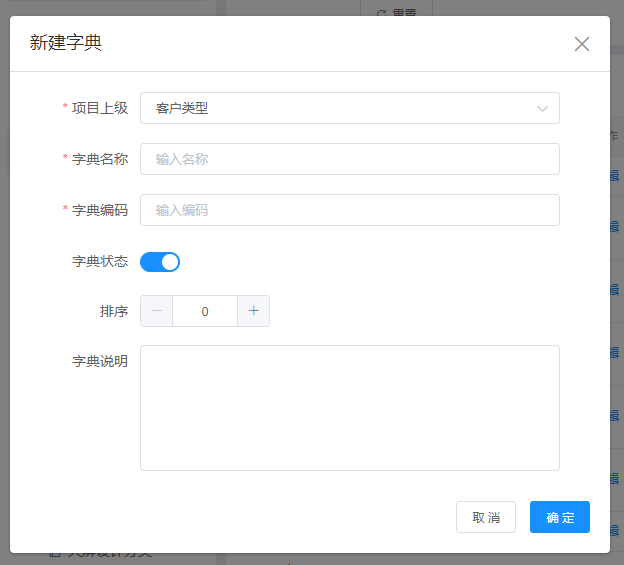 重置
新建字典
* 项目上级 客户类型
* 字典名称 输入名称
* 字典编码 输入编码
字典状态
排序 0
字典说明
取消 确定